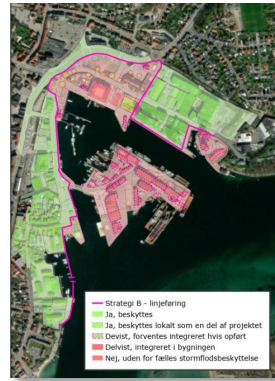 Strategi B - linjeføring
Ja, beskyttes
Ja, beskyttes lokalt som en del af projektet
Devist, forventes integreret hvis opført
Delvist, integreret i bygningen
Nej, uden for fælles stormflodsbeskyttelse